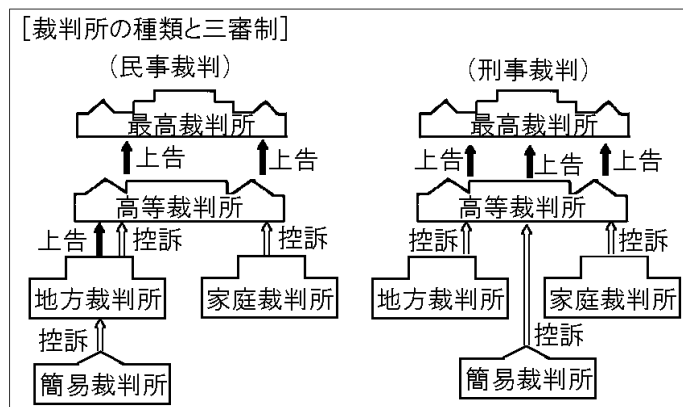 ［裁判所の種類と三審制］
（民事裁判）
最高裁判所
上告
上告
高等裁判所
上告
控訴
控訴
地方裁判所
家庭裁判所
控訴
簡易裁判所
（刑事裁判）
最高裁判所
上告
上告
上告
高等裁判所
控訴
控訴
地方裁判所
家庭裁判所
控訴
簡易裁判所